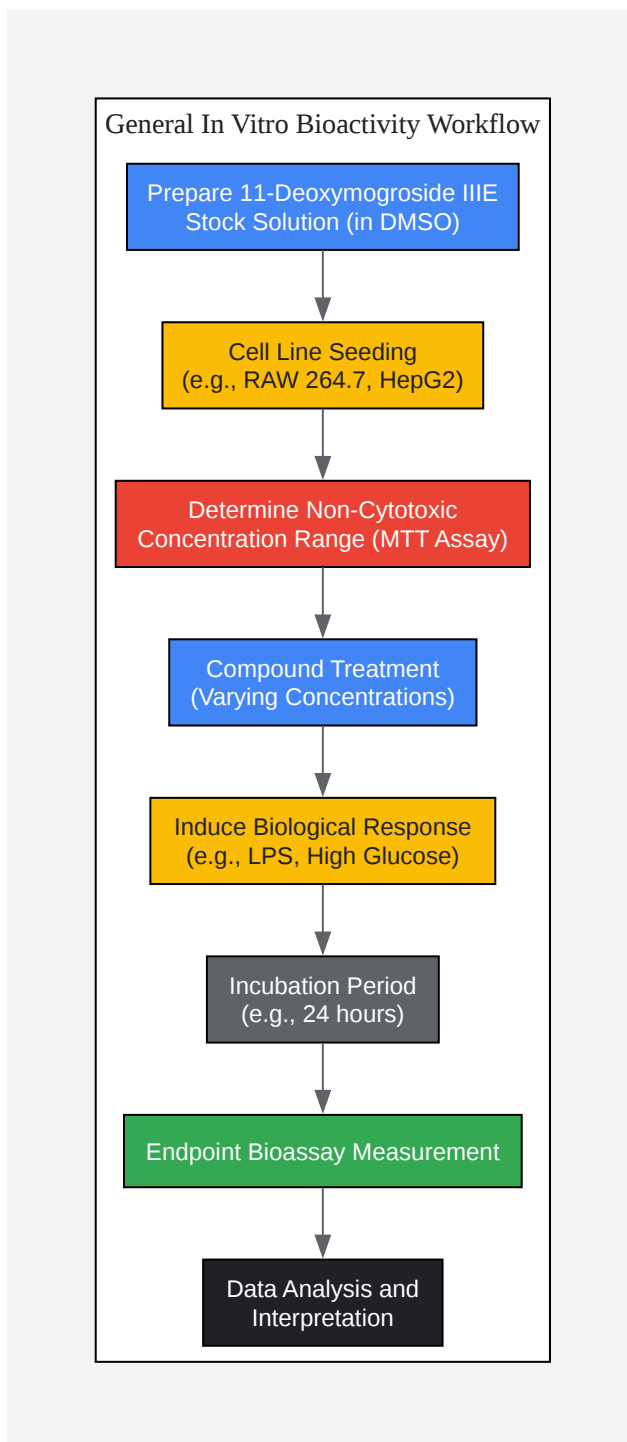 General In Vitro Bioactivity Workflow
Prepare 11-Deoxymogroside IIIE
Stock Solution (in DMSO)
Cell Line Seeding
(e.g., RAW 264.7, HepG2)
Determine Non-Cytotoxic
Concentration Range (MTT Assay)
Compound Treatment
(Varying Concentrations)
Induce Biological Response
(e.g., LPS, High Glucose)
Incubation Period
(e.g., 24 hours)
Endpoint Bioassay Measurement
Data Analysis and
Interpretation